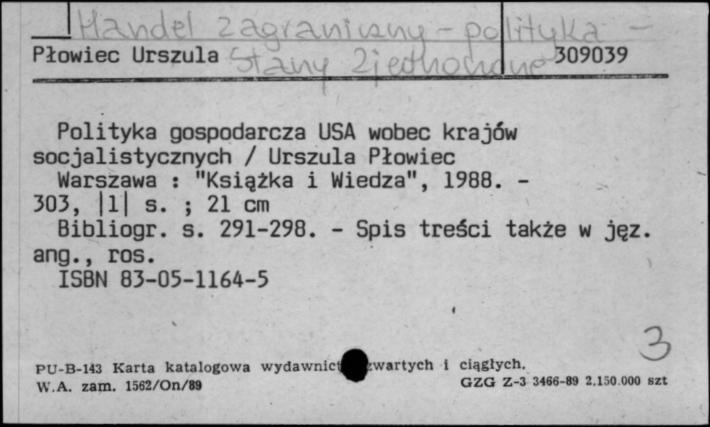 Handel zagraniczny - polityka -
Stany Zjednoczone
Płowiec Urszula 309039
Polityka gospodarcza USA wobec krajów
socjalistycznych / Urszula Płowiec
Warszawa : "Książka i Wiedza", 1988. -
303, |1| s. ; 21 cm
Bibliogr. s. 291-298. - Spis treści także w jęz.
ang., ros.
ISBN 83-05-1164-5
3
PU-B-143 Karta katalogowa wydawnict zwartych i ciągłych.
W.A. zam. 1562/On/89 GZG Z-3 3466-89 2.150.000 szt